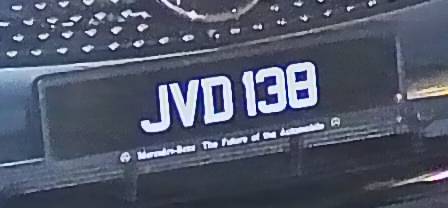 JVD 138
Mercedes-Benz The Future of the Automobile